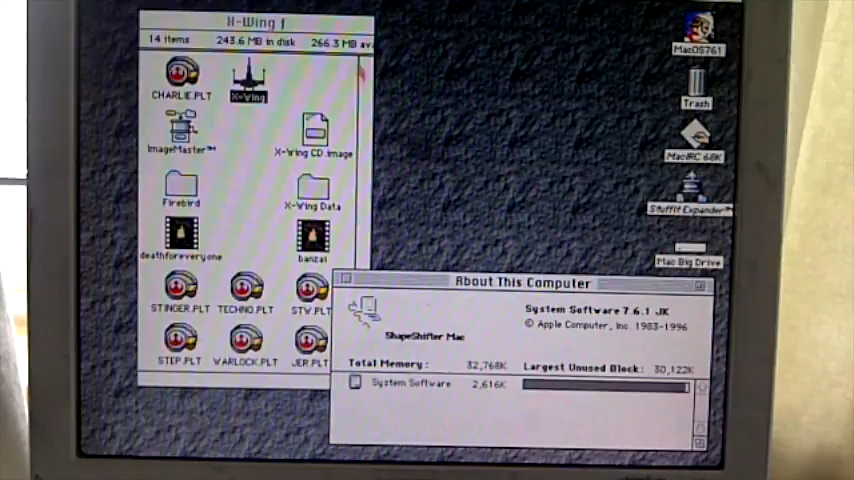 X-Wing ƒ
14 items 243.6 MB in disk 266.3 MB ava
CHARLIE.PLT X-Wing
ImageMaster™ X-Wing CD.image
Firebird X-Wing Data
deathforeveryone banzai
STINGER.PLT TECHNO.PLT STW.PLT
STEP.PLT WARLOCK.PLT JER.PLT
MacOS761
Trash
MacIRC 68K
StuffIt Expander™
Mac Big Drive
About This Computer
System Software 7.6.1 JK
© Apple Computer, Inc. 1983-1996
ShapeShifter Mac
Total Memory: 32,768K Largest Unused Block: 30,122K
System Software 2,616K